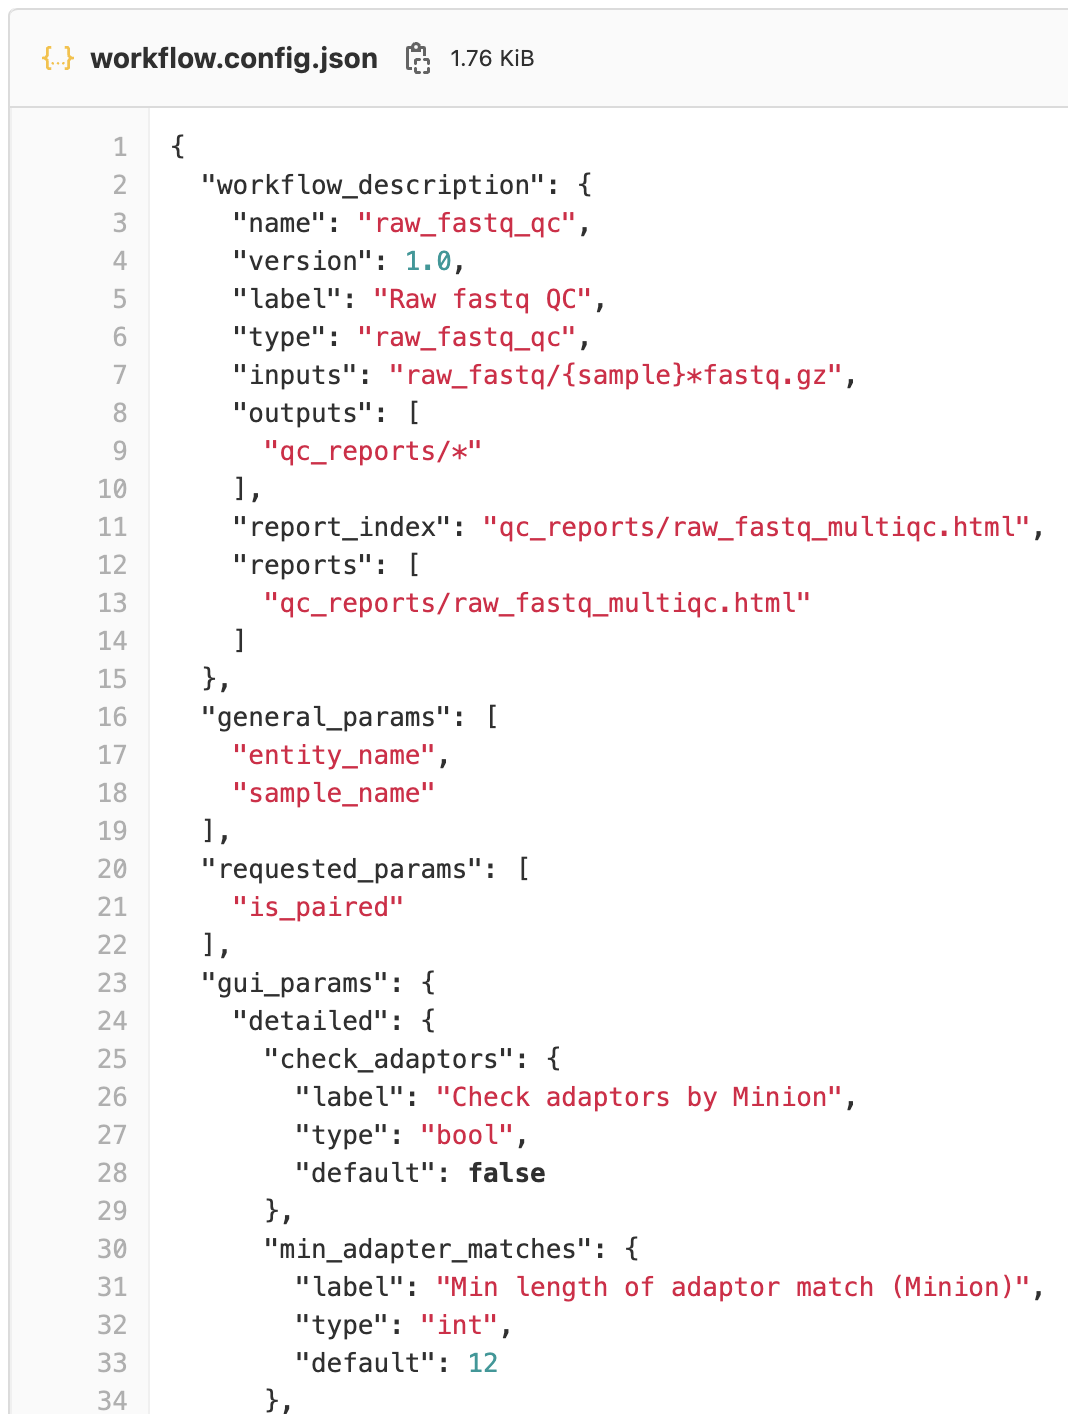 {...} workflow.config.json 1.76 KiB
1 {
2   "workflow_description": {
3     "name": "raw_fastq_qc",
4     "version": 1.0,
5     "label": "Raw fastq QC",
6     "type": "raw_fastq_qc",
7     "inputs": "raw_fastq/{sample}*fastq.gz",
8     "outputs": [
9       "qc_reports/*"
10     ],
11     "report_index": "qc_reports/raw_fastq_multiqc.html",
12     "reports": [
13       "qc_reports/raw_fastq_multiqc.html"
14     ]
15   },
16   "general_params": [
17     "entity_name",
18     "sample_name"
19   ],
20   "requested_params": [
21     "is_paired"
22   ],
23   "gui_params": {
24     "detailed": {
25       "check_adaptors": {
26         "label": "Check adaptors by Minion",
27         "type": "bool",
28         "default": false
29       },
30       "min_adapter_matches": {
31         "label": "Min length of adaptor match (Minion)",
32         "type": "int",
33         "default": 12
34       },